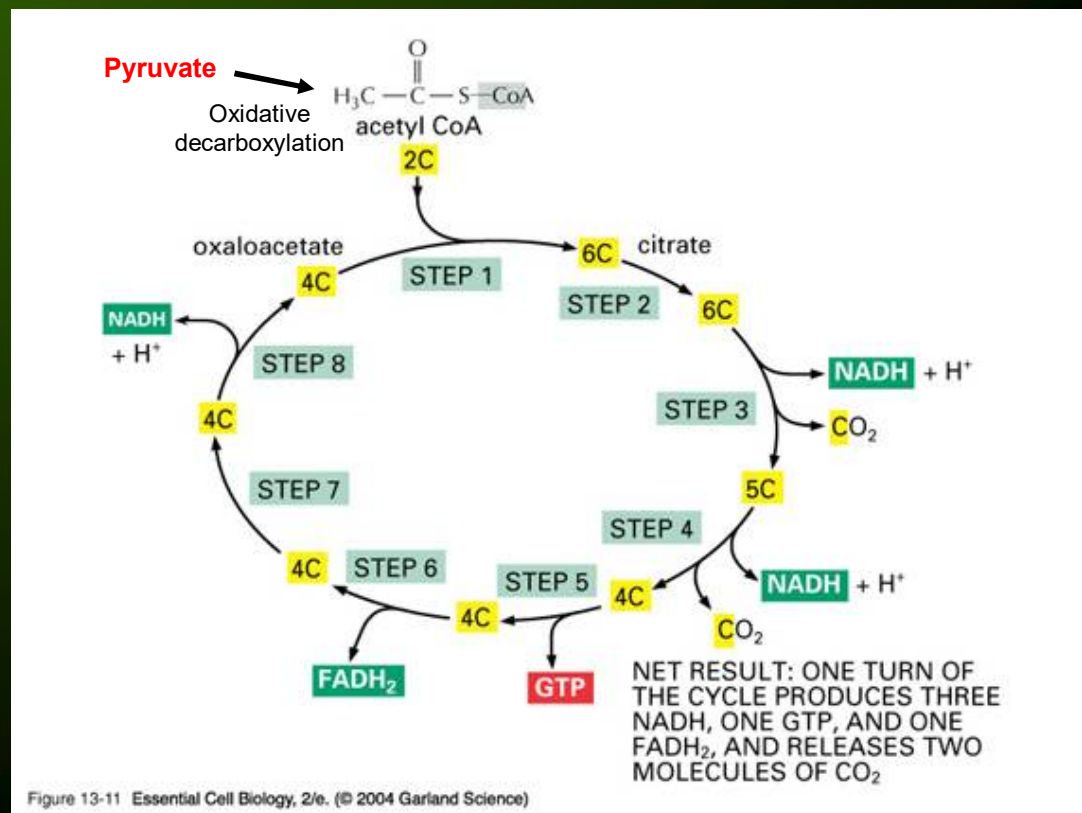 Pyruvate
Oxidative
decarboxylation
O
H₃C — C — S — CoA
acetyl CoA
2C
oxaloacetate
4C
STEP 1
6C
citrate
STEP 2
6C
NADH
+ H⁺
STEP 8
NADH + H⁺
STEP 3
CO₂
4C
STEP 7
5C
STEP 4
4C
STEP 6
STEP 5
4C
NADH + H⁺
4C
CO₂
FADH₂
GTP
NET RESULT: ONE TURN OF
THE CYCLE PRODUCES THREE
NADH, ONE GTP, AND ONE
FADH₂, AND RELEASES TWO
MOLECULES OF CO₂
Figure 13-11 Essential Cell Biology, 2/e. (© 2004 Garland Science)